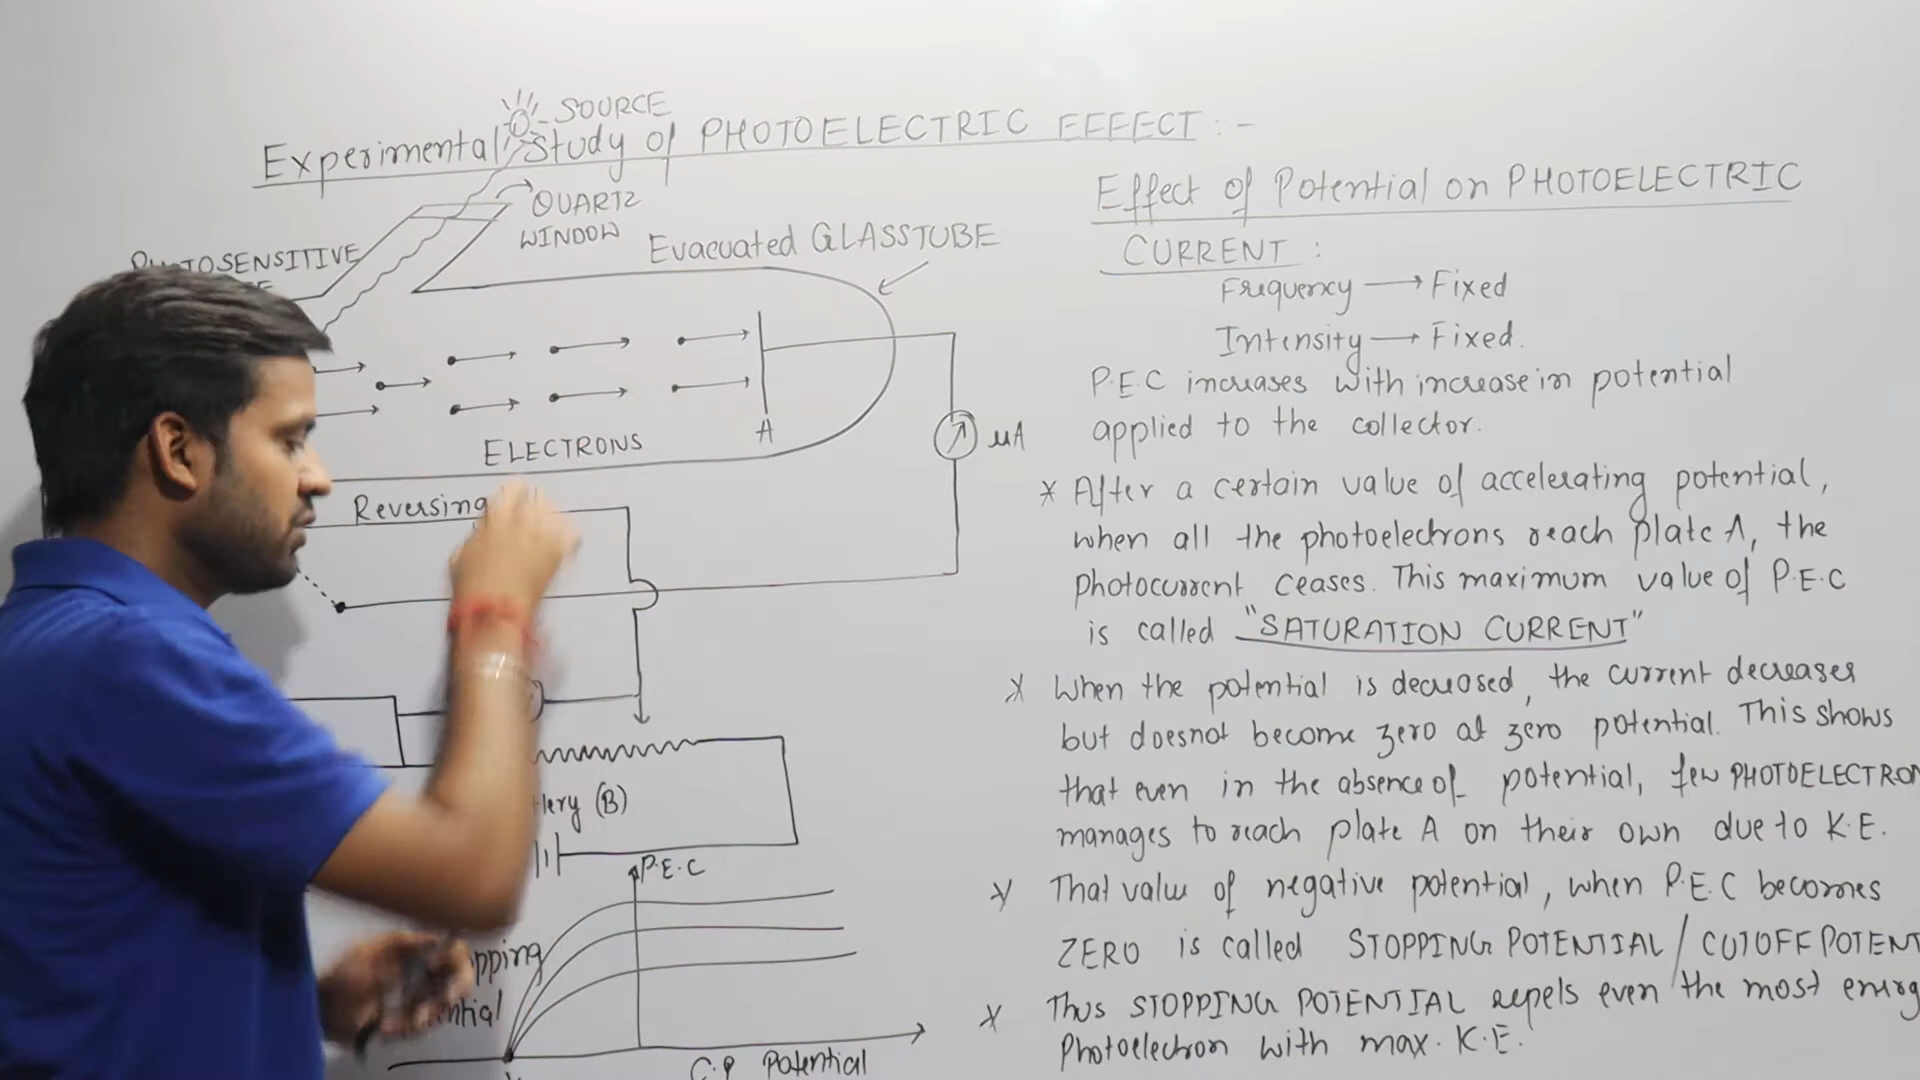 SOURCE
Experimental Study of PHOTOELECTRIC EFFECT :-
QUARTZ
WINDOW
PHOTOSENSITIVE
Evacuated GLASSTUBE
A
ELECTRONS
μA
Reversing
(B)
P.E.C
C.P Potential
Effect of Potential on PHOTOELECTRIC
CURRENT :
Frequency → Fixed
Intensity → Fixed.
P.E.C increases with increase in potential
applied to the collector.
* After a certain value of accelerating potential,
when all the photoelectrons reach plate A, the
photocurrent ceases. This maximum value of P.E.C
is called "SATURATION CURRENT"
* When the potential is decreased, the current decreases
but doesnot become zero at zero potential. This shows
that even in the absence of potential, few PHOTOELECTRON
manages to reach plate A on their own due to K.E.
* That value of negative potential, when P.E.C becomes
ZERO is called STOPPING POTENTIAL / CUTOFF POTENT
* Thus STOPPING POTENTIAL repels even the most energ
Photoelectron with max. K.E.